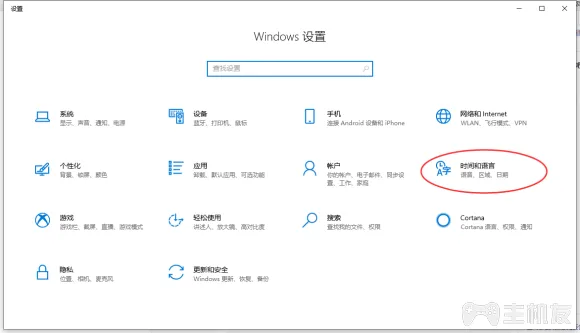 设置
Windows 设置
查找设置
系统
显示、声音、通知、电源
设备
蓝牙、打印机、鼠标
手机
连接 Android 设备和 iPhone
网络和 Internet
WLAN、飞行模式、VPN
个性化
背景、锁屏、颜色
应用
卸载、默认应用、可选功能
帐户
你的帐户、电子邮件、同步设
置、工作、家庭
时间和语言
语音、区域、日期
游戏
游戏栏、截屏、直播、游戏模式
轻松使用
讲述人、放大镜、高对比度
搜索
查找我的文件、权限
Cortana
Cortana 语言、权限、通知
隐私
位置、相机、麦克风
更新和安全
Windows 更新、恢复、备份
主机友